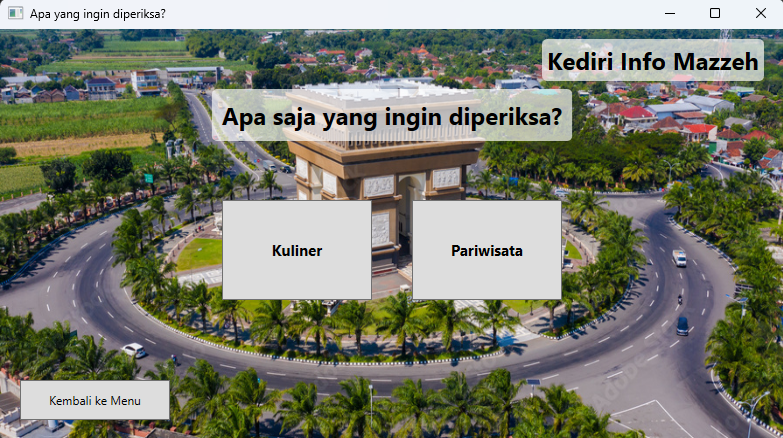 Apa yang ingin diperiksa?
Kediri Info Mazzeh
Apa saja yang ingin diperiksa?
Kuliner
Pariwisata
Kembali ke Menu